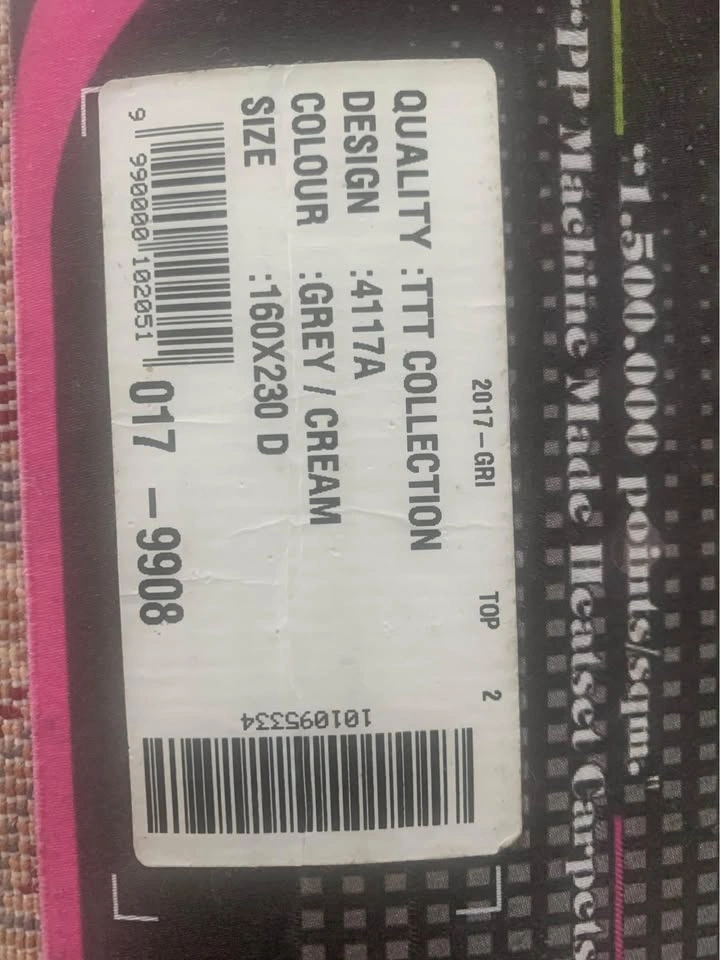 "1.500.000 points/sqm."
"PP Machine Made Heatset Carpets
2017-GRI TOP 2
QUALITY :TTT COLLECTION
DESIGN :4117A
COLOUR :GREY / CREAM
SIZE :160X230 D
9 990000 102051
017 - 9908
101095334